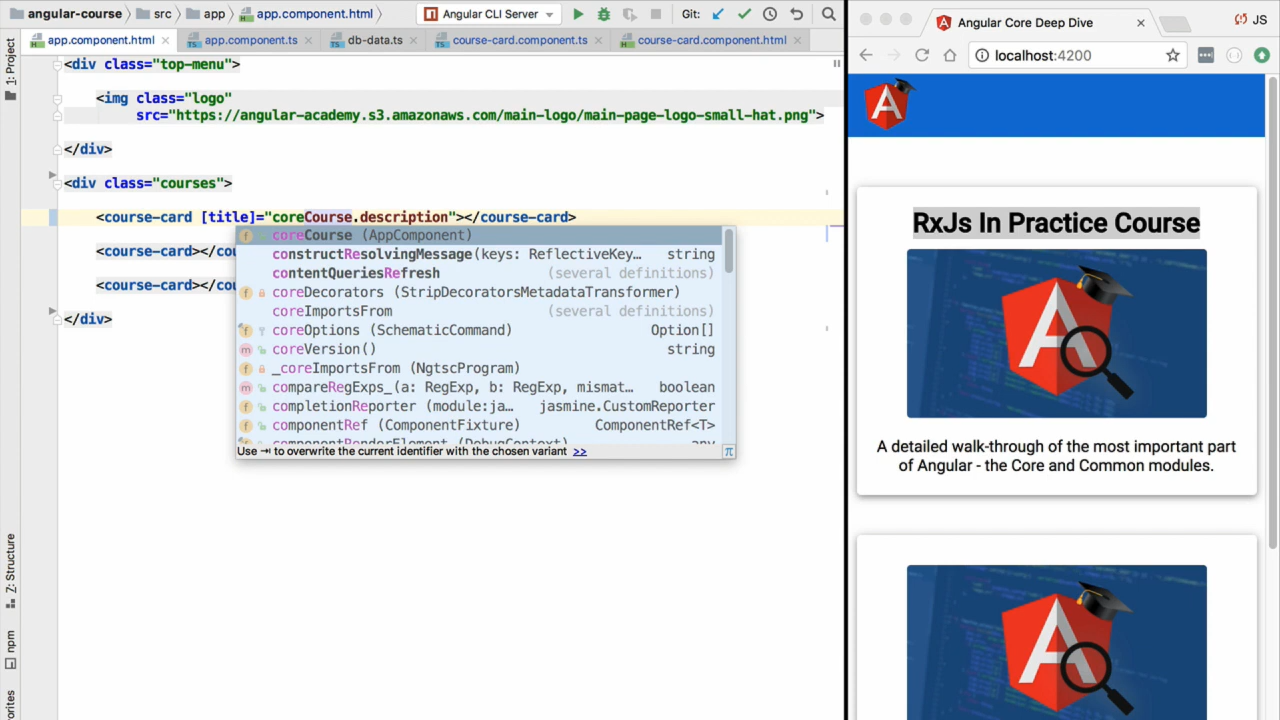 angular-course
src
app
app.component.html
Angular CLI Server
Git:
app.component.html
app.component.ts
db-data.ts
course-card.component.ts
course-card.component.html
1: Project
Z: Structure
npm
<div class="top-menu">
<img class="logo"
src="https://angular-academy.s3.amazonaws.com/main-logo/main-page-logo-small-hat.png">
</div>
<div class="courses">
<course-card [title]="coreCourse.description"></course-card>
<course-card></cou
<course-card></cou
</div>
coreCourse (AppComponent)
constructResolvingMessage(keys: ReflectiveKey… string
contentQueriesRefresh (several definitions)
coreDecorators (StripDecoratorsMetadataTransformer)
coreImportsFrom (several definitions)
coreOptions (SchematicCommand) Option[]
coreVersion() string
_coreImportsFrom (NgtscProgram)
compareRegExps_(a: RegExp, b: RegExp, mismat… boolean
completionReporter (module:ja… jasmine.CustomReporter
componentRef (ComponentFixture) ComponentRef<T>
componentRenderElement (DebugContext) any
Use ⇥ to overwrite the current identifier with the chosen variant >>
π
Angular Core Deep Dive
JS
localhost:4200
RxJs In Practice Course
A detailed walk-through of the most important part
of Angular - the Core and Common modules.